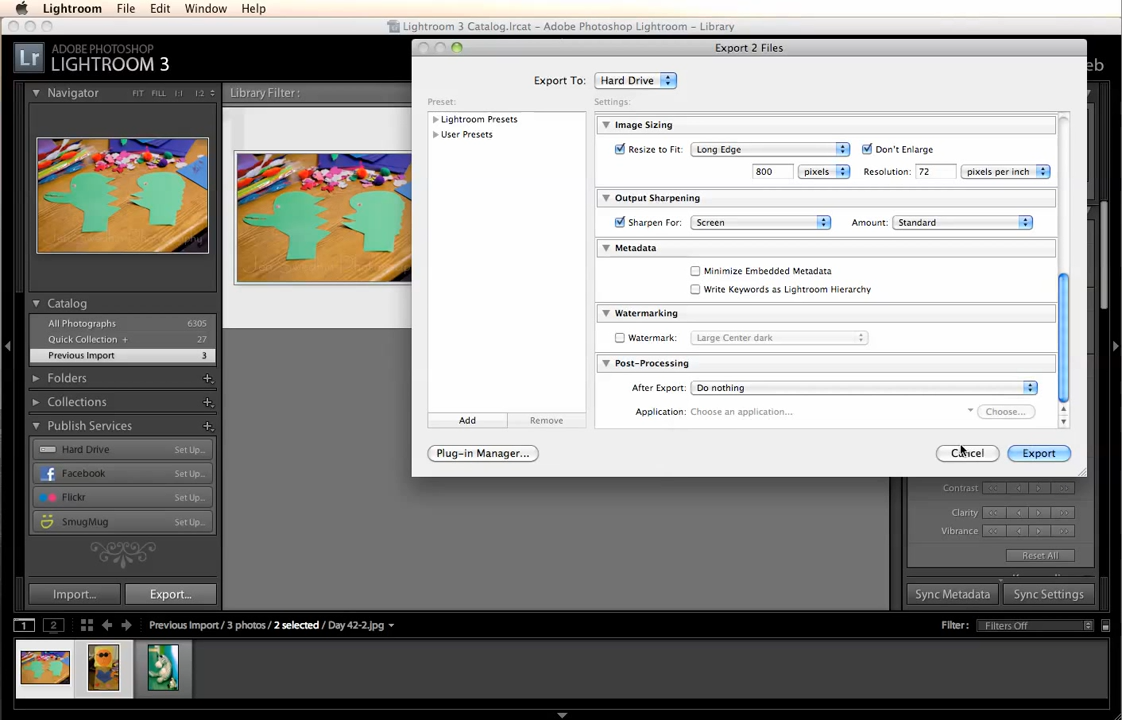 Lightroom File Edit Window Help
Lightroom 3 Catalog.lrcat - Adobe Photoshop Lightroom - Library
Lr ADOBE PHOTOSHOP
LIGHTROOM 3
eb
Navigator FIT FILL 1:1 1:2
Library Filter :
Catalog
All Photographs 6305
Quick Collection + 27
Previous Import 3
Folders +
Collections +
Publish Services +
Hard Drive Set Up...
Facebook Set Up...
Flickr Set Up...
SmugMug Set Up...
Import... Export...
Export 2 Files
Export To: Hard Drive
Preset: Settings:
Lightroom Presets
User Presets
Add Remove
Image Sizing
Resize to Fit: Long Edge Don't Enlarge
800 pixels Resolution: 72 pixels per inch
Output Sharpening
Sharpen For: Screen Amount: Standard
Metadata
Minimize Embedded Metadata
Write Keywords as Lightroom Hierarchy
Watermarking
Watermark: Large Center dark
Post-Processing
After Export: Do nothing
Application: Choose an application... Choose...
Plug-in Manager... Cancel Export
Contrast
Clarity
Vibrance
Reset All
Sync Metadata Sync Settings
1 2 Previous Import / 3 photos / 2 selected / Day 42-2.jpg Filter: Filters Off